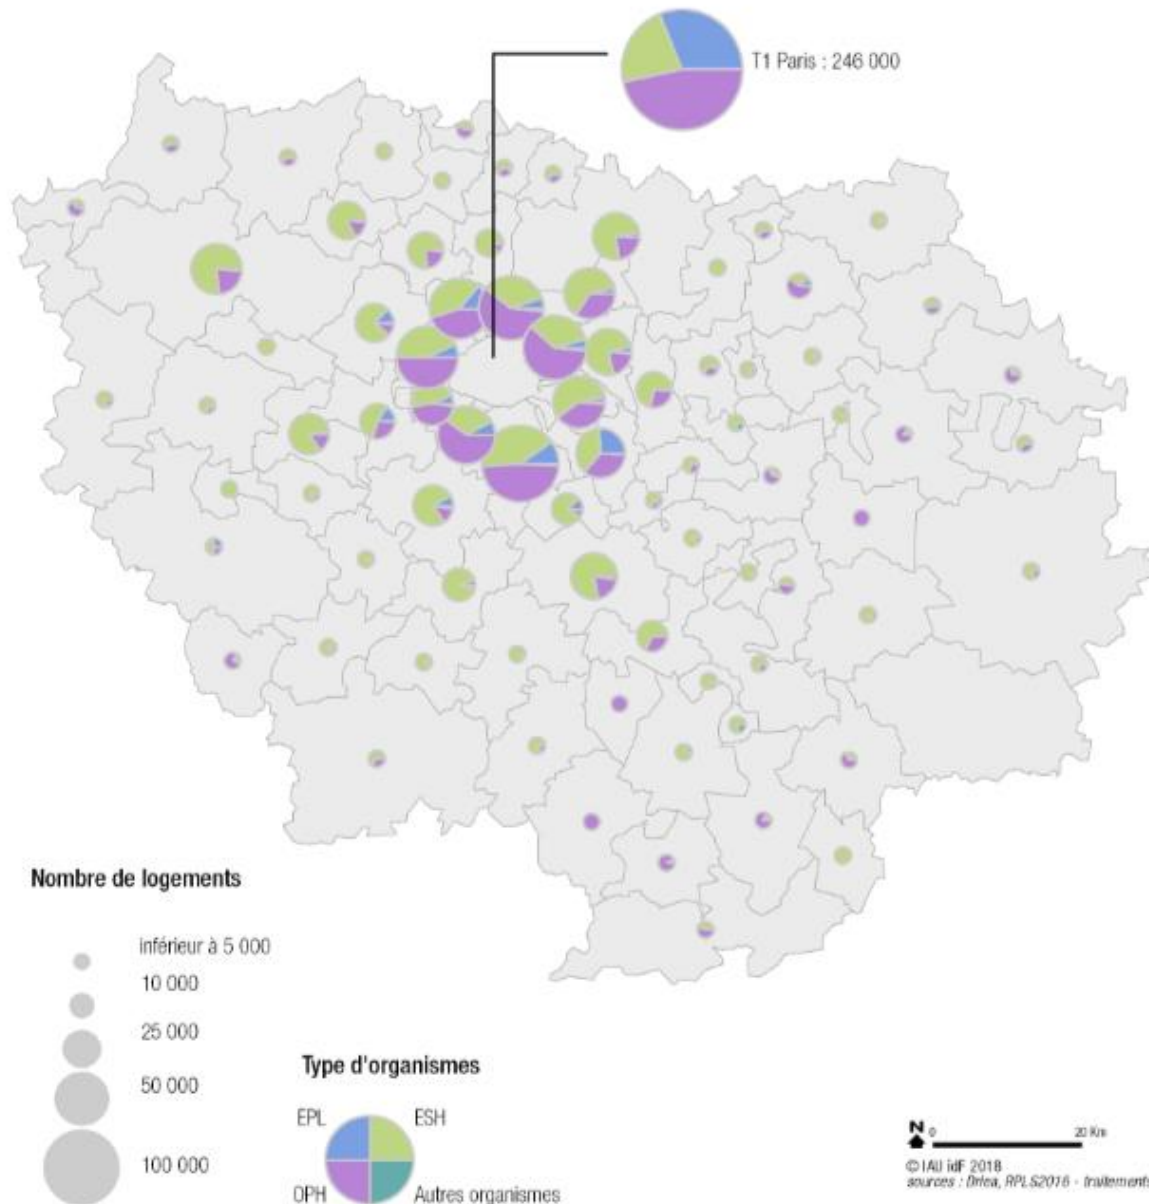 T1 Paris : 246 000
Nombre de logements
inférieur à 5 000
10 000
25 000
50 000
100 000
Type d'organismes
EPL
ESH
OPH
Autres organismes
N
0
20 Km
© IAU îdF 2018
sources : Driea, RPLS2016 - traitements